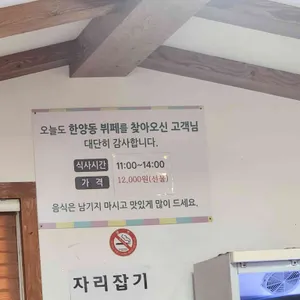 오늘도 한양동 뷔페를 찾아오신 고객님
대단히 감사합니다.
식사시간 11:00~14:00
가 격 12,000원(선불)
음식은 남기지 마시고 맛있게 많이 드세요.
자리잡기